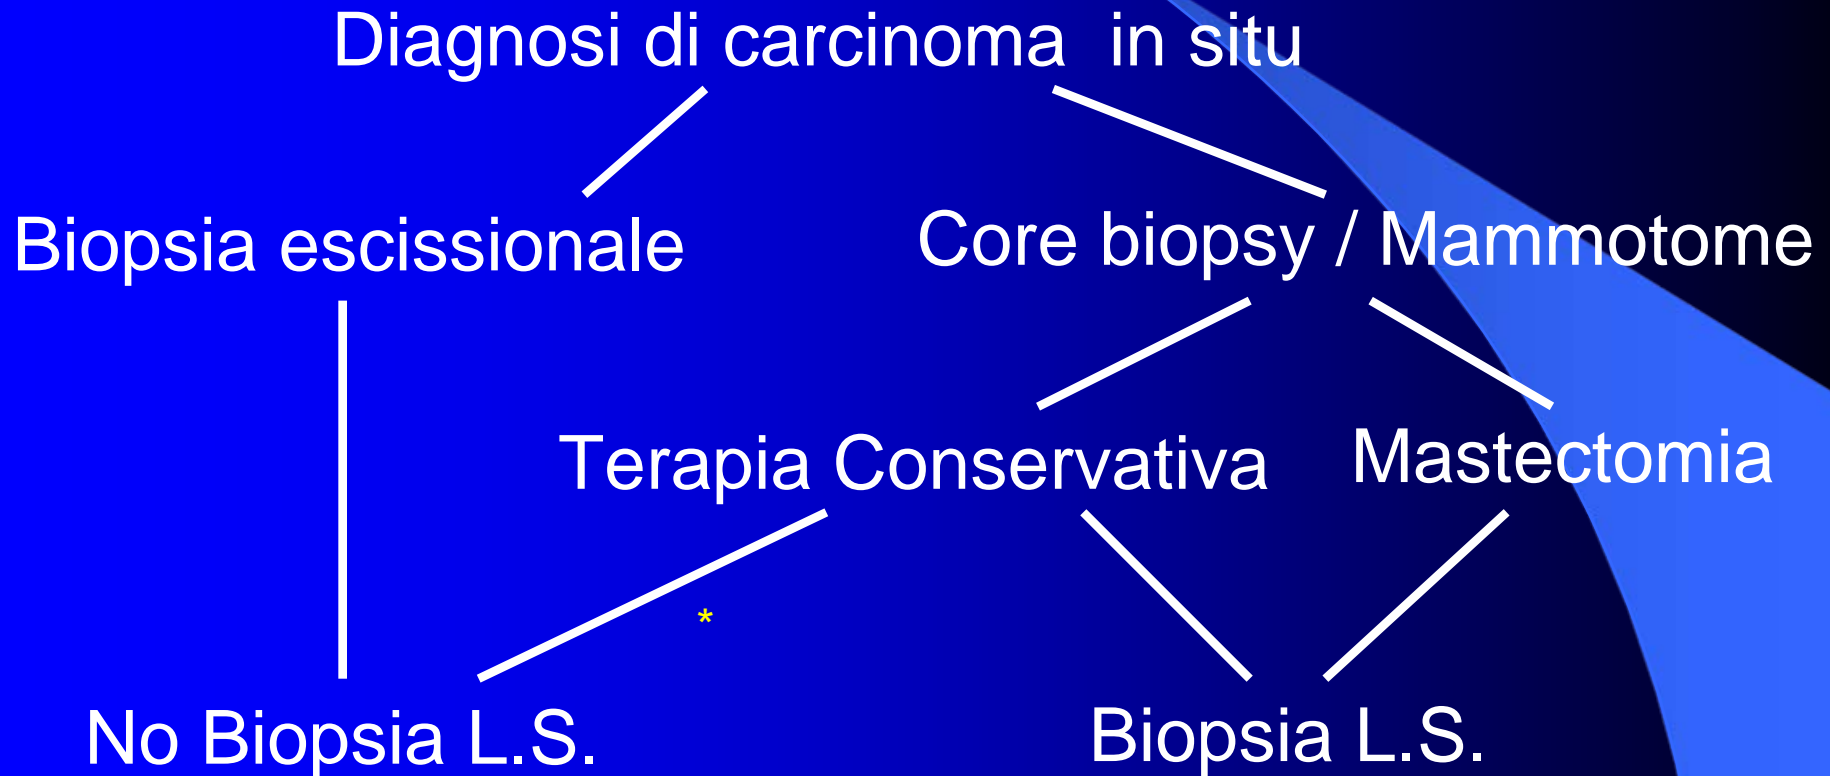 Diagnosi di carcinoma in situ
Biopsia escissionale
Core biopsy / Mammotome
Terapia Conservativa
Mastectomia
*
No Biopsia L.S.
Biopsia L.S.